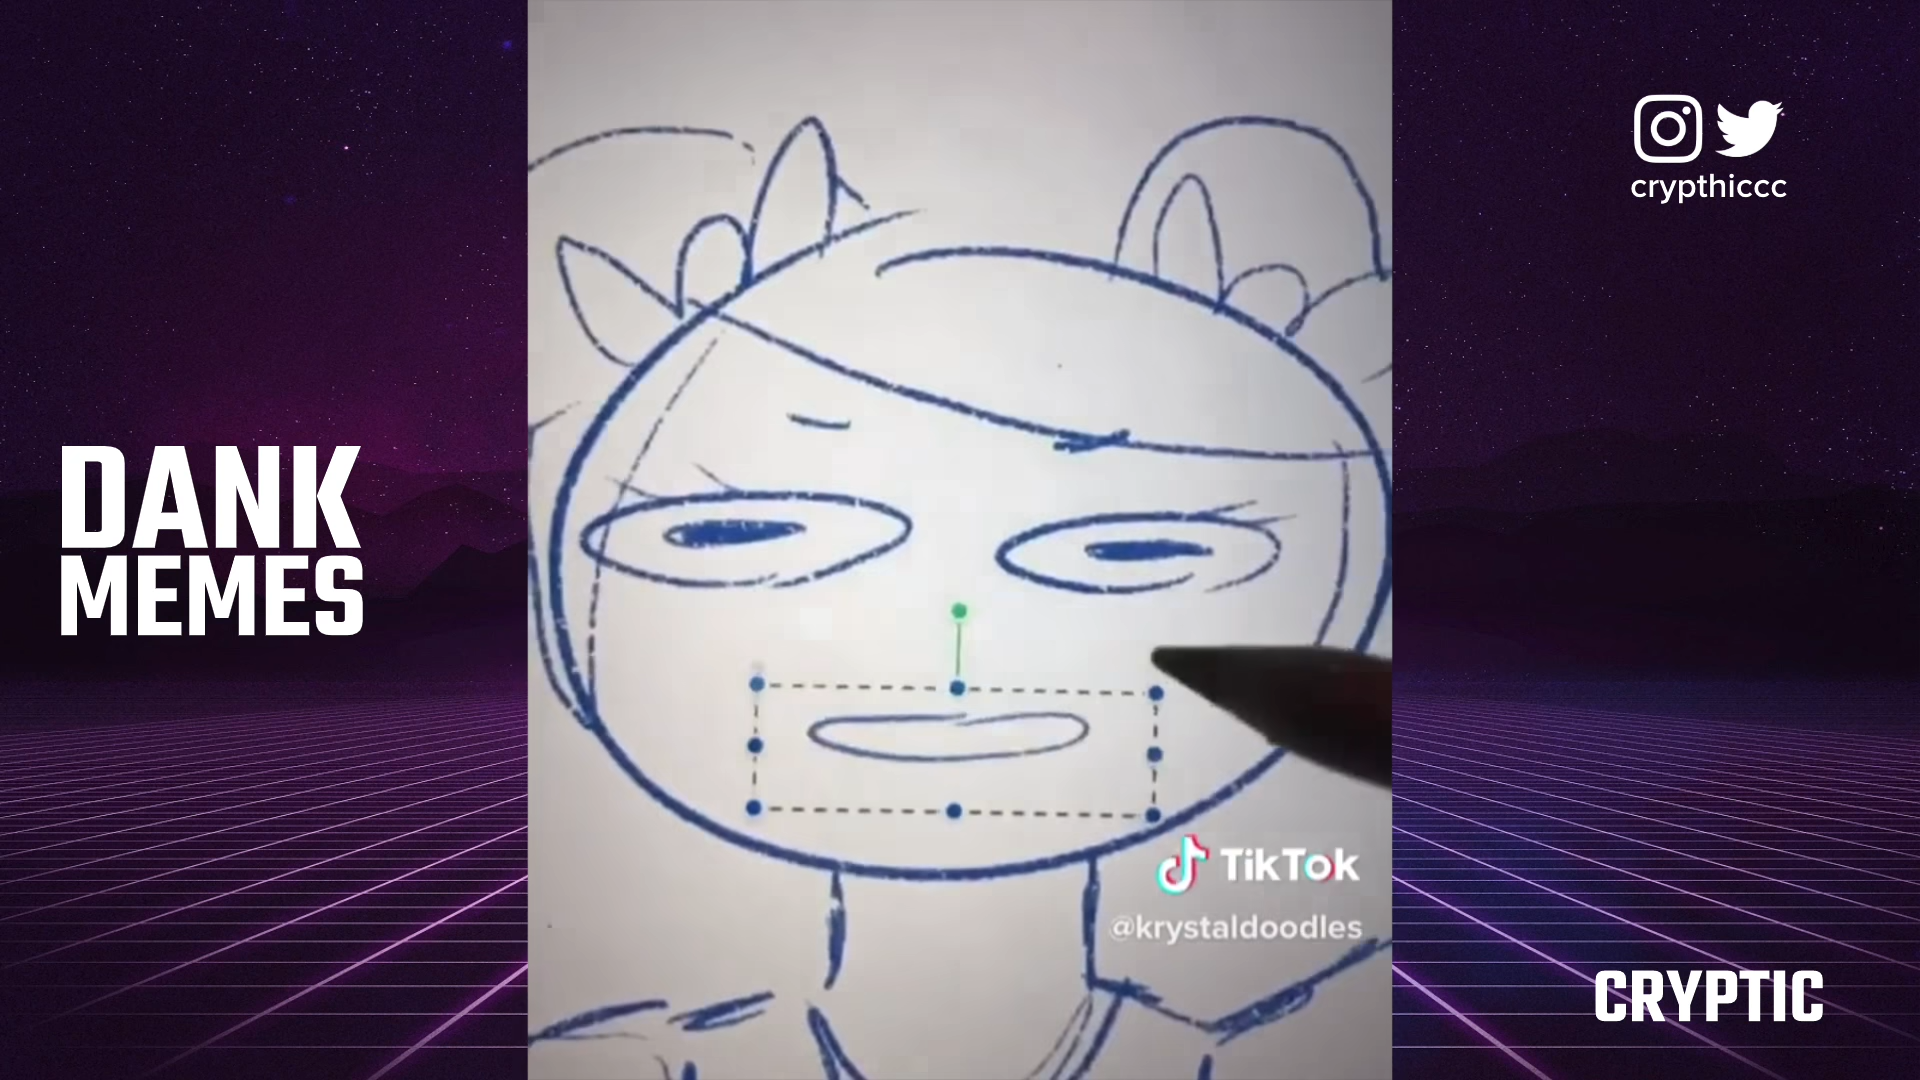 DANK
MEMES
crypthiccc
TikTok
@krystaldoodles
CRYPTIC